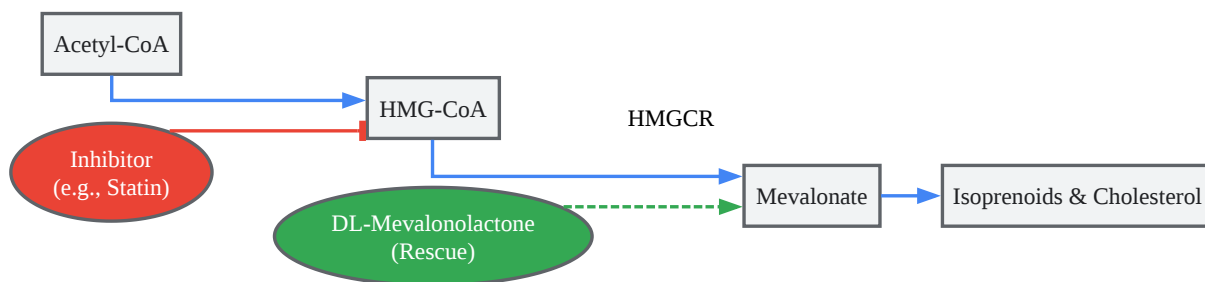 Acetyl-CoA
HMG-CoA
HMGCR
Inhibitor
(e.g., Statin)
Mevalonate
Isoprenoids & Cholesterol
DL-Mevalonolactone
(Rescue)